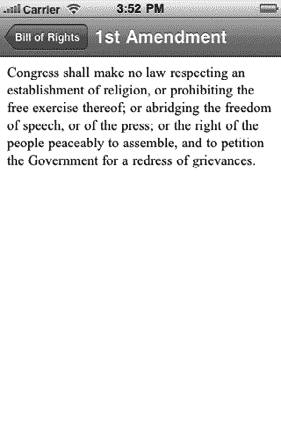 Carrier 3:52 PM
Bill of Rights 1st Amendment
Congress shall make no law respecting an
establishment of religion, or prohibiting the
free exercise thereof; or abridging the freedom
of speech, or of the press; or the right of the
people peaceably to assemble, and to petition
the Government for a redress of grievances.